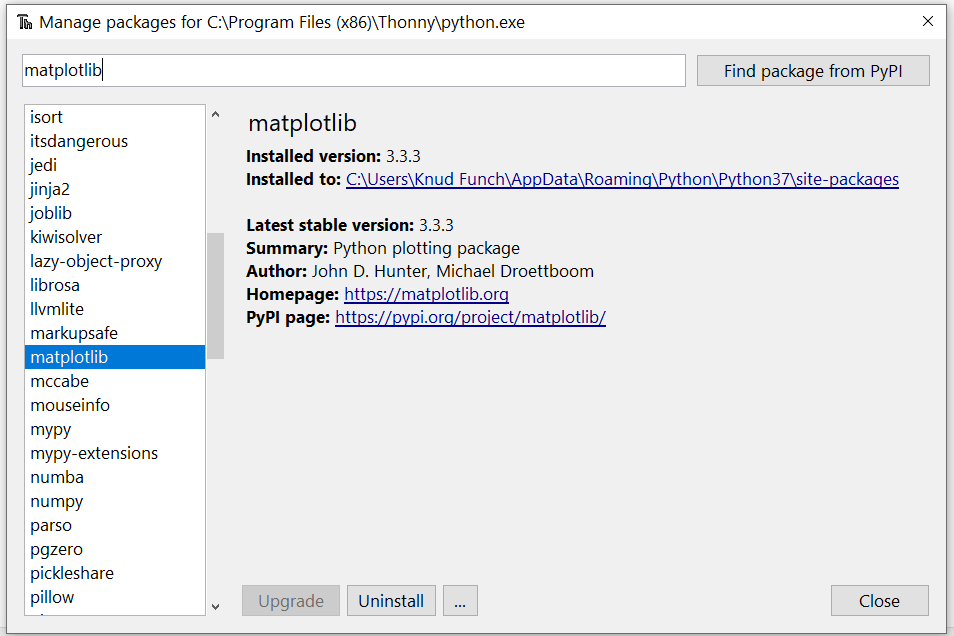 Manage packages for C:\Program Files (x86)\Thonny\python.exe
matplotlib
Find package from PyPI
isort
itsdangerous
jedi
jinja2
joblib
kiwisolver
lazy-object-proxy
librosa
llvmlite
markupsafe
matplotlib
mccabe
mouseinfo
mypy
mypy-extensions
numba
numpy
parso
pgzero
pickleshare
pillow
matplotlib
Installed version: 3.3.3
Installed to: C:\Users\Knud Funch\AppData\Roaming\Python\Python37\site-packages
Latest stable version: 3.3.3
Summary: Python plotting package
Author: John D. Hunter, Michael Droettboom
Homepage: https://matplotlib.org
PyPI page: https://pypi.org/project/matplotlib/
Upgrade
Uninstall
...
Close